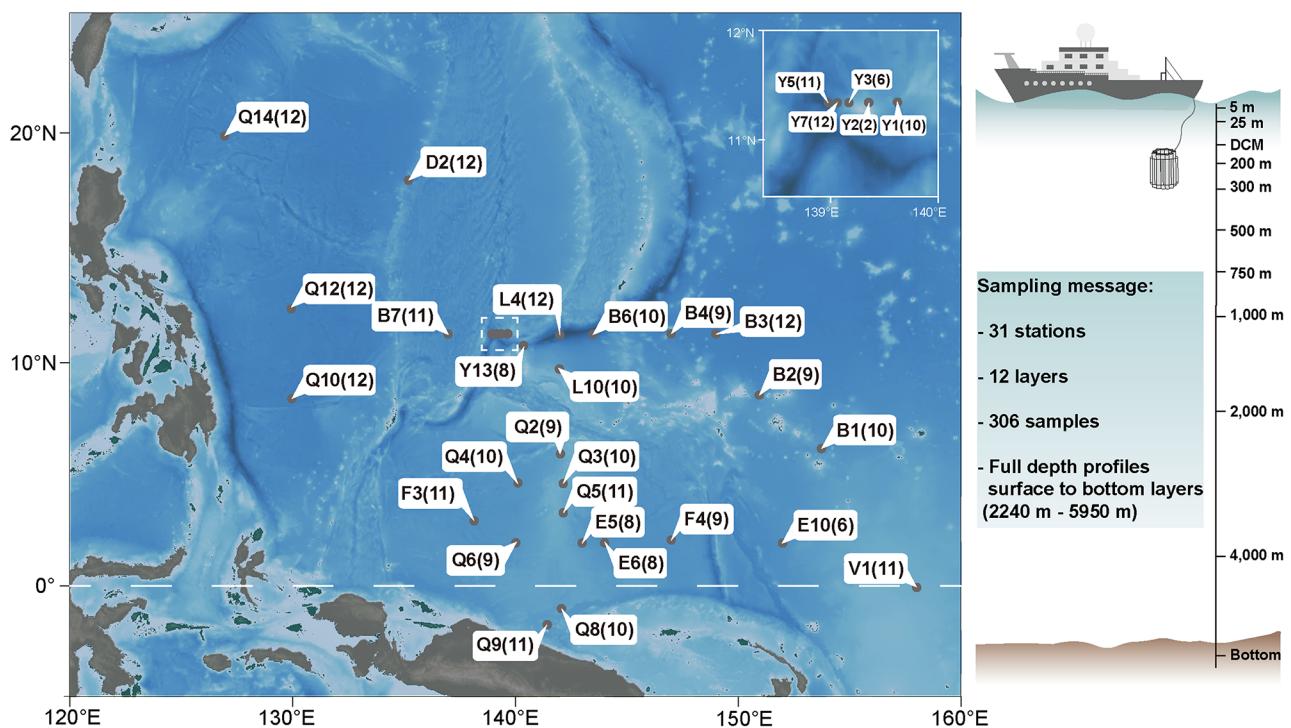 20°N
10°N
0°
120°E
130°E
140°E
150°E
160°E
Q14(12)
D2(12)
Q12(12)
B7(11)
L4(12)
B6(10)
B4(9)
B3(12)
Y13(8)
L10(10)
Q10(12)
B2(9)
Q2(9)
B1(10)
Q4(10)
Q3(10)
F3(11)
Q5(11)
E5(8)
F4(9)
E10(6)
Q6(9)
E6(8)
V1(11)
Q8(10)
Q9(11)
12°N
11°N
139°E
140°E
Y5(11)
Y3(6)
Y7(12)
Y2(2)
Y1(10)
5 m
25 m
DCM
200 m
300 m
500 m
750 m
1,000 m
2,000 m
4,000 m
Bottom
Sampling message:
- 31 stations
- 12 layers
- 306 samples
- Full depth profiles
surface to bottom layers
(2240 m - 5950 m)